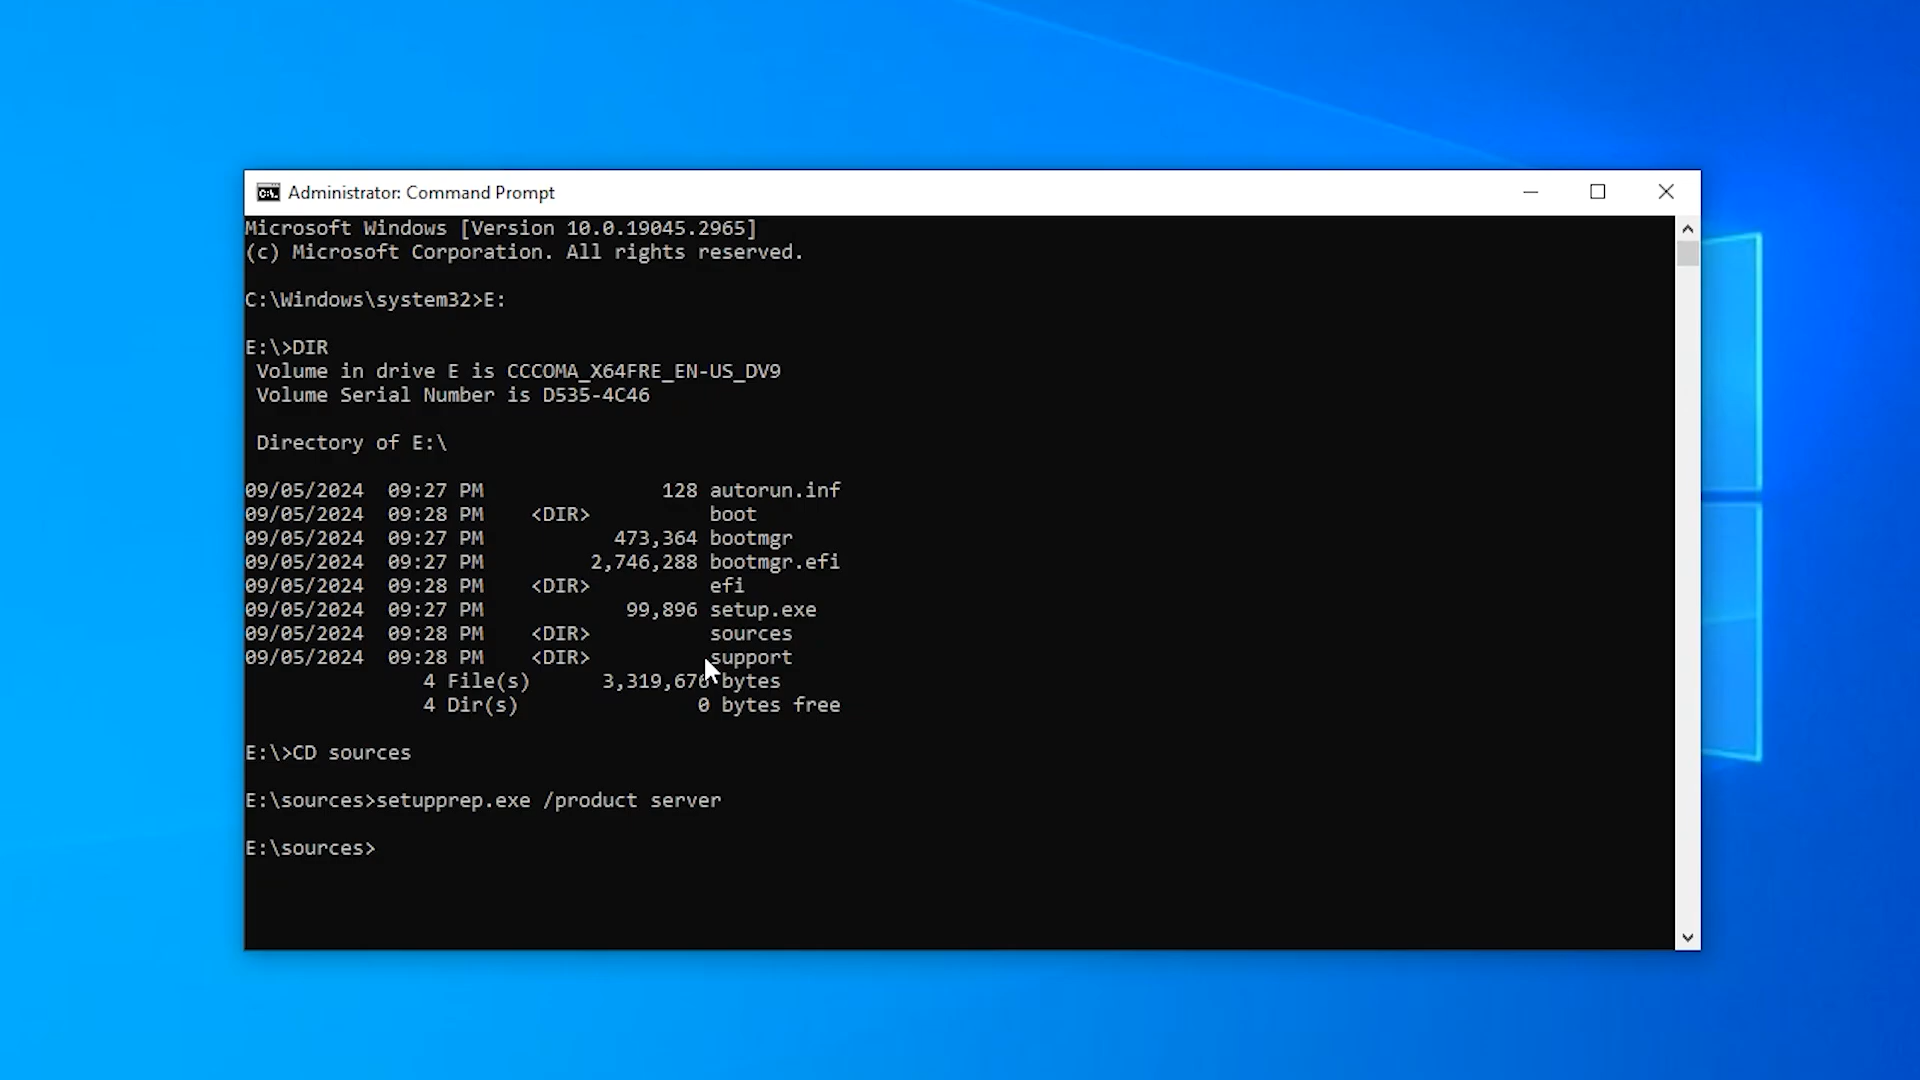 Administrator: Command Prompt
Microsoft Windows [Version 10.0.19045.2965]
(c) Microsoft Corporation. All rights reserved.
C:\Windows\system32>E:
E:\>DIR
Volume in drive E is CCCOMA_X64FRE_EN-US_DV9
Volume Serial Number is D535-4C46
Directory of E:\
09/05/2024  09:27 PM               128 autorun.inf
09/05/2024  09:28 PM    <DIR>          boot
09/05/2024  09:27 PM           473,364 bootmgr
09/05/2024  09:27 PM         2,746,288 bootmgr.efi
09/05/2024  09:28 PM    <DIR>          efi
09/05/2024  09:27 PM            99,896 setup.exe
09/05/2024  09:28 PM    <DIR>          sources
09/05/2024  09:28 PM    <DIR>          support
4 File(s)      3,319,676 bytes
4 Dir(s)               0 bytes free
E:\>CD sources
E:\sources>setupprep.exe /product server
E:\sources>